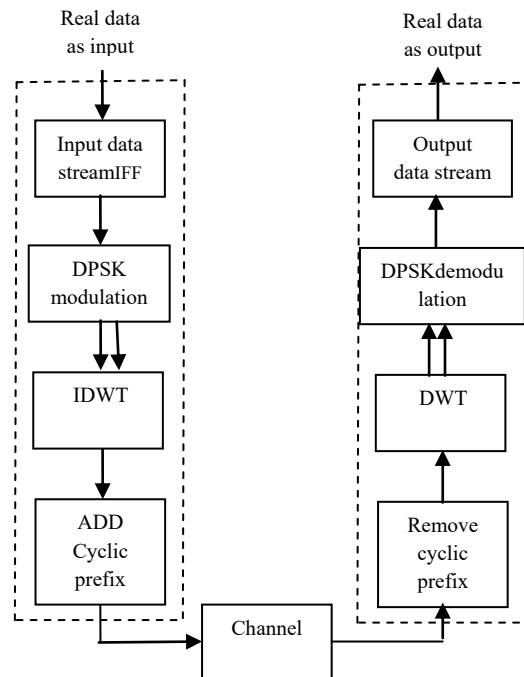 Real data
as input
Input data
streamIFF
DPSK
modulation
IDWT
ADD
Cyclic
prefix
Channel
Real data
as output
Output
data stream
DPSKdemodu
lation
DWT
Remove
cyclic
prefix